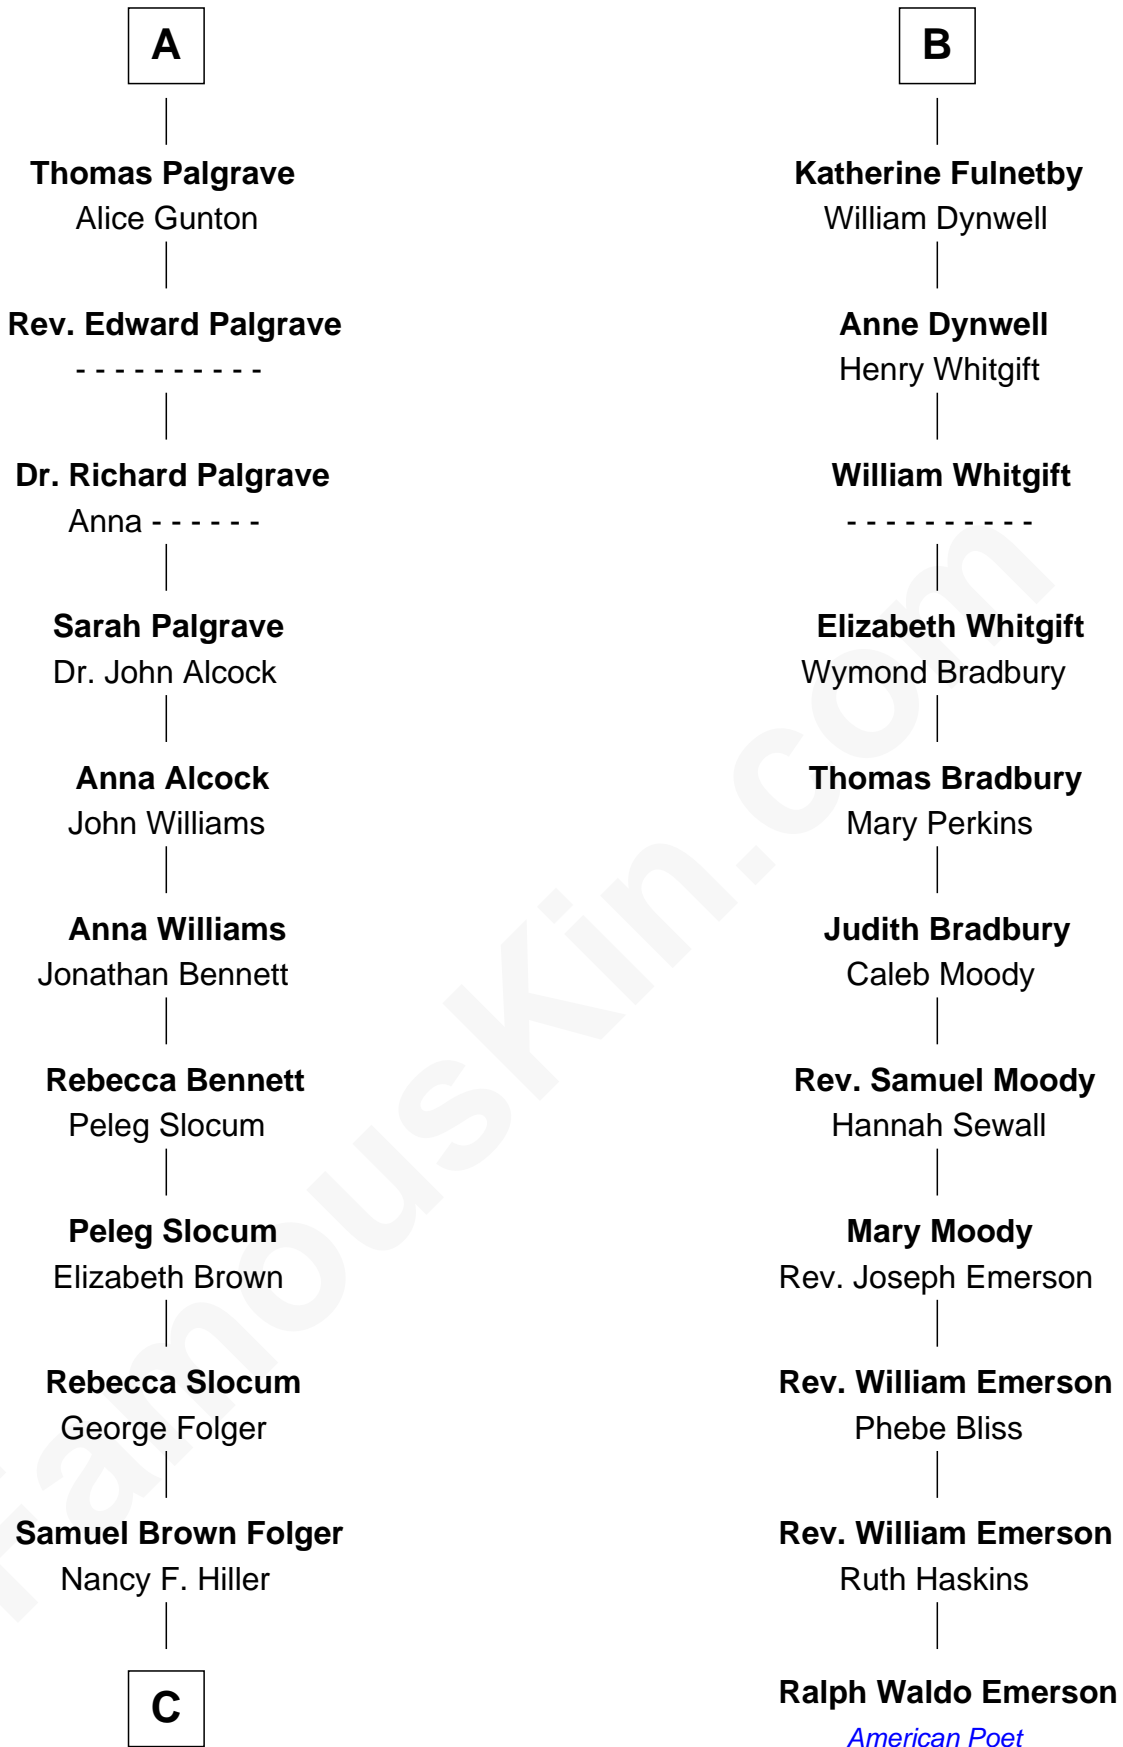 A
Thomas Palgrave
Alice Gunton
Rev. Edward Palgrave
- - - - - - - - - -
Dr. Richard Palgrave
Anna - - - - - -
Sarah Palgrave
Dr. John Alcock
Anna Alcock
John Williams
Anna Williams
Jonathan Bennett
Rebecca Bennett
Peleg Slocum
Peleg Slocum
Elizabeth Brown
Rebecca Slocum
George Folger
Samuel Brown Folger
Nancy F. Hiller
C
B
Katherine Fulnetby
William Dynwell
Anne Dynwell
Henry Whitgift
William Whitgift
- - - - - - - - - -
Elizabeth Whitgift
Wymond Bradbury
Thomas Bradbury
Mary Perkins
Judith Bradbury
Caleb Moody
Rev. Samuel Moody
Hannah Sewall
Mary Moody
Rev. Joseph Emerson
Rev. William Emerson
Phebe Bliss
Rev. William Emerson
Ruth Haskins
Ralph Waldo Emerson
American Poet
FamousKin.com